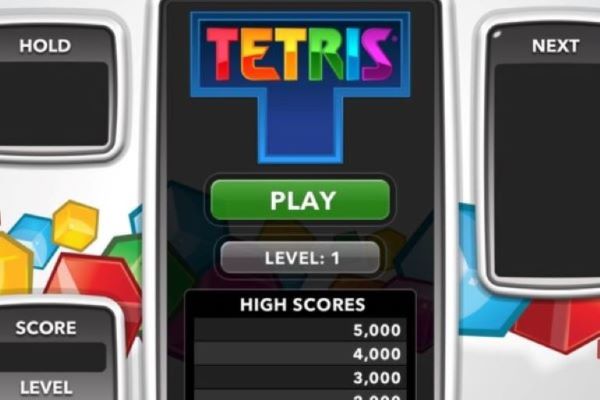 HOLD
NEXT
TETRIS®
PLAY
LEVEL: 1
HIGH SCORES
5,000
4,000
3,000
SCORE
LEVEL